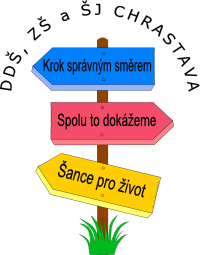 DDŠ, ZŠ a ŠJ CHRASTAVA
Krok správným směrem
Spolu to dokážeme
Šance pro život